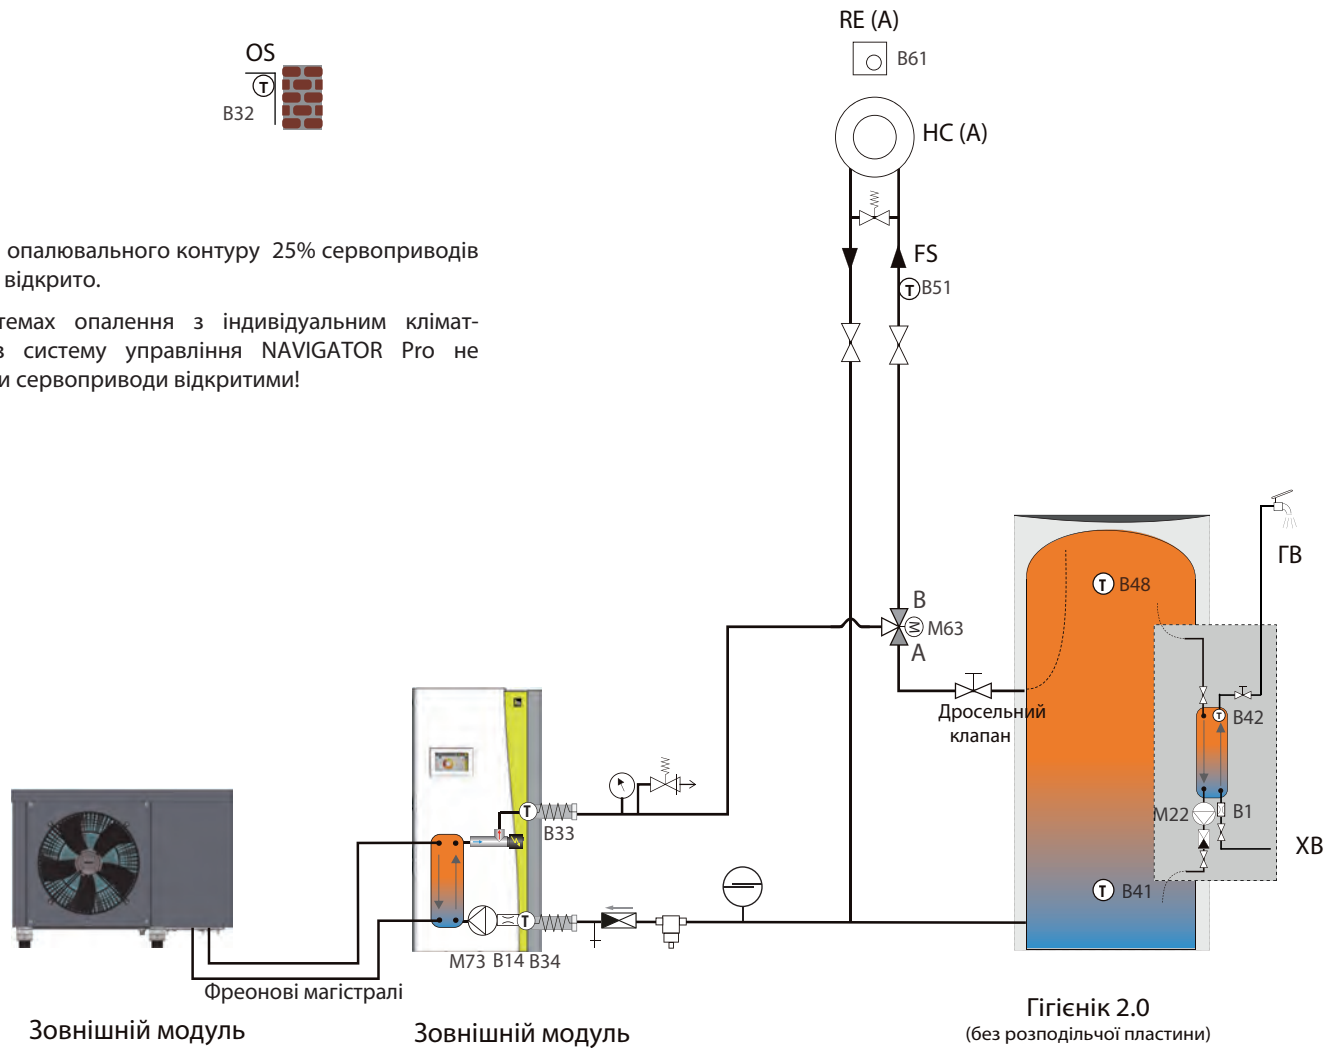 RE (A)
B61
OS
T
B32
HC (A)
опалювального контуру 25% сервоприводів
відкрито.
темах опалення з індивідуальним клімат-
в систему управління NAVIGATOR Pro не
и сервоприводи відкритими!
FS
T
B51
ГВ
T
B48
B
M
M63
A
Дросельний
клапан
T
B42
T
B33
M22
B1
ХВ
T
B41
T
M73 B14 B34
Фреонові магістралі
Зовнішній модуль
Зовнішній модуль
Гігієнік 2.0
(без розподільчої пластини)